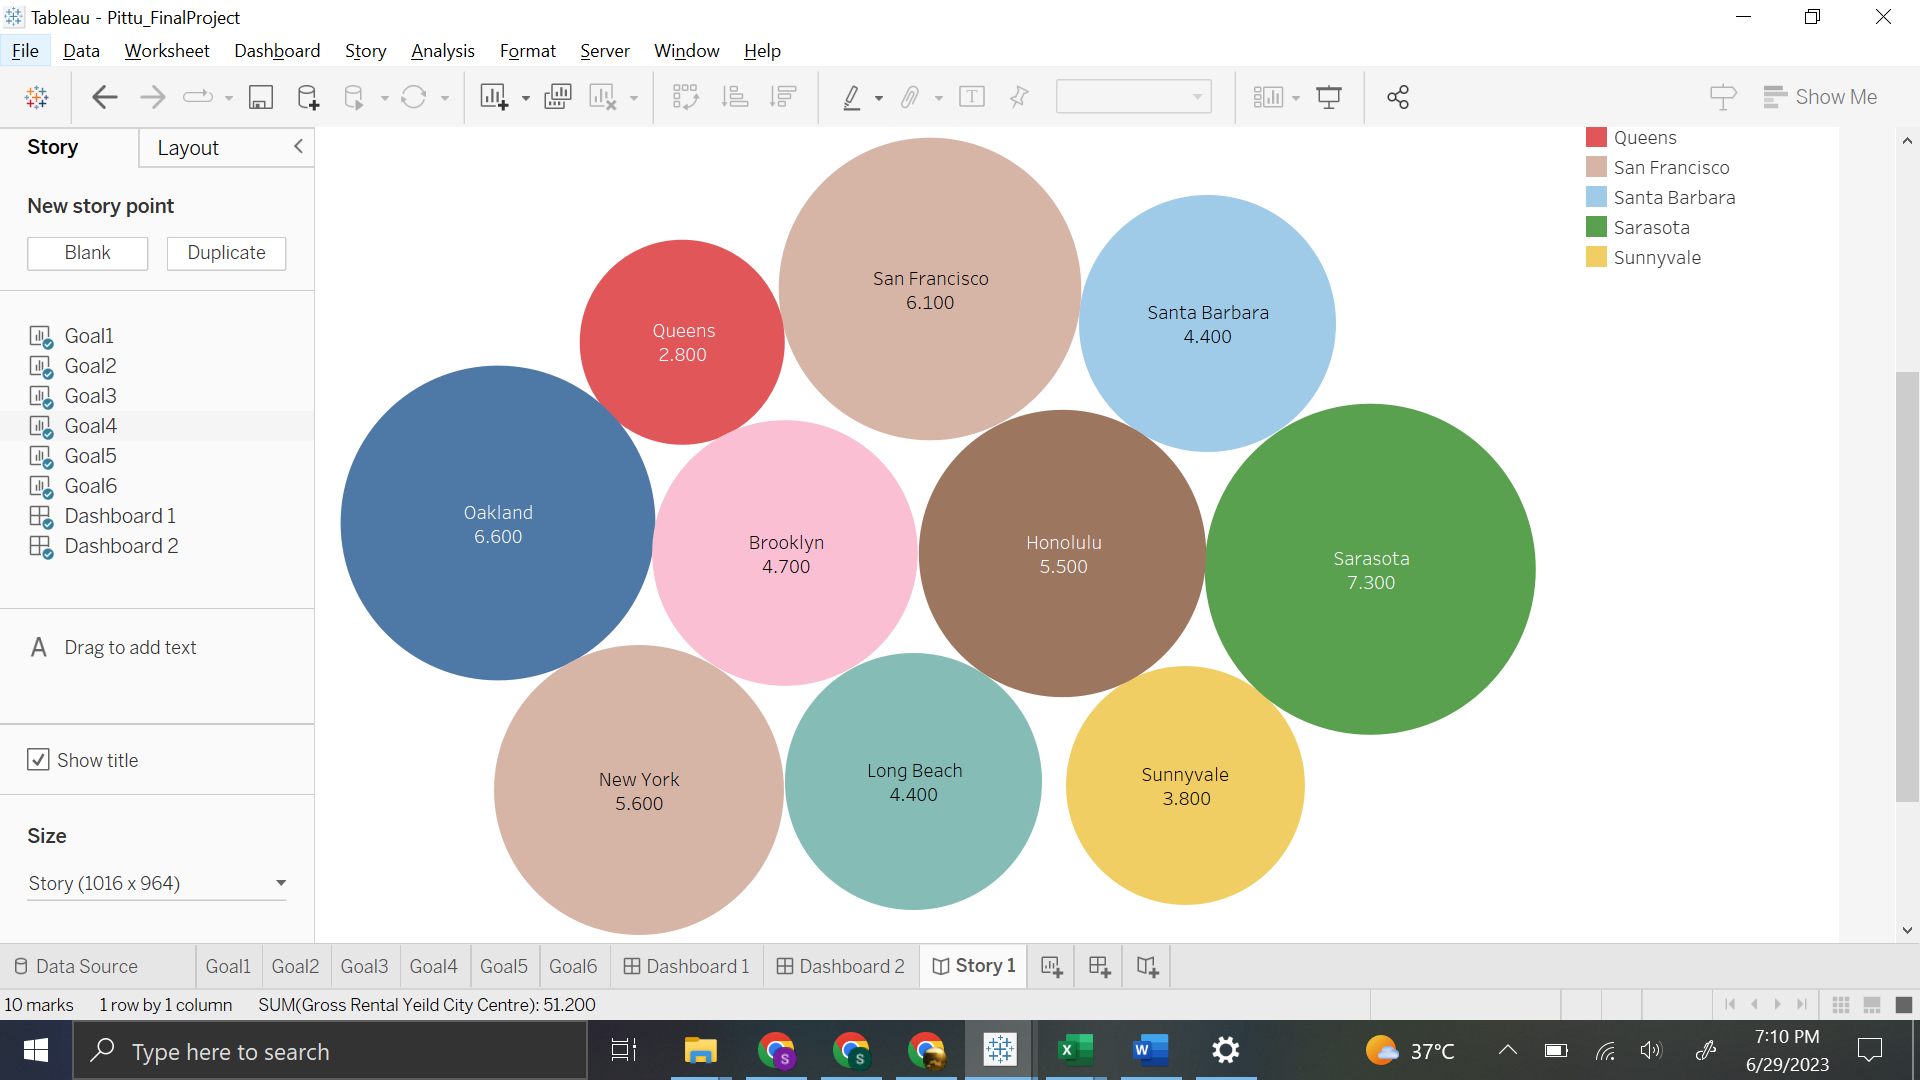 Tableau - Pittu_FinalProject
File Data Worksheet Dashboard Story Analysis Format Server Window Help
Show Me
Story Layout
New story point
Blank Duplicate
Goal1
Goal2
Goal3
Goal4
Goal5
Goal6
Dashboard 1
Dashboard 2
A Drag to add text
Show title
Size
Story (1016 x 964)
San Francisco
6.100
Santa Barbara
4.400
Queens
2.800
Oakland
6.600
Brooklyn
4.700
Honolulu
5.500
Sarasota
7.300
New York
5.600
Long Beach
4.400
Sunnyvale
3.800
Queens
San Francisco
Santa Barbara
Sarasota
Sunnyvale
Data Source Goal1 Goal2 Goal3 Goal4 Goal5 Goal6 Dashboard 1 Dashboard 2 Story 1
10 marks 1 row by 1 column SUM(Gross Rental Yeild City Centre): 51.200
Type here to search
37°C
7:10 PM
6/29/2023